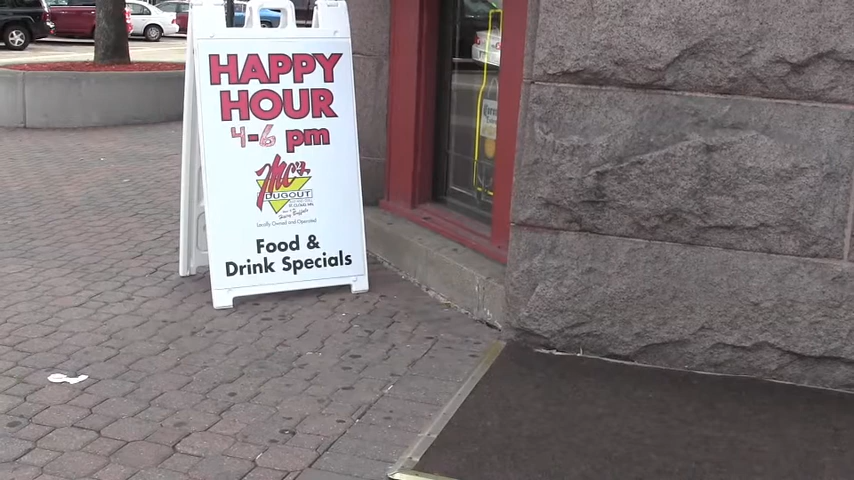 HAPPY
HOUR
4-6 pm
MC's
DUGOUT
Locally Owned and Operated
Food &
Drink Specials